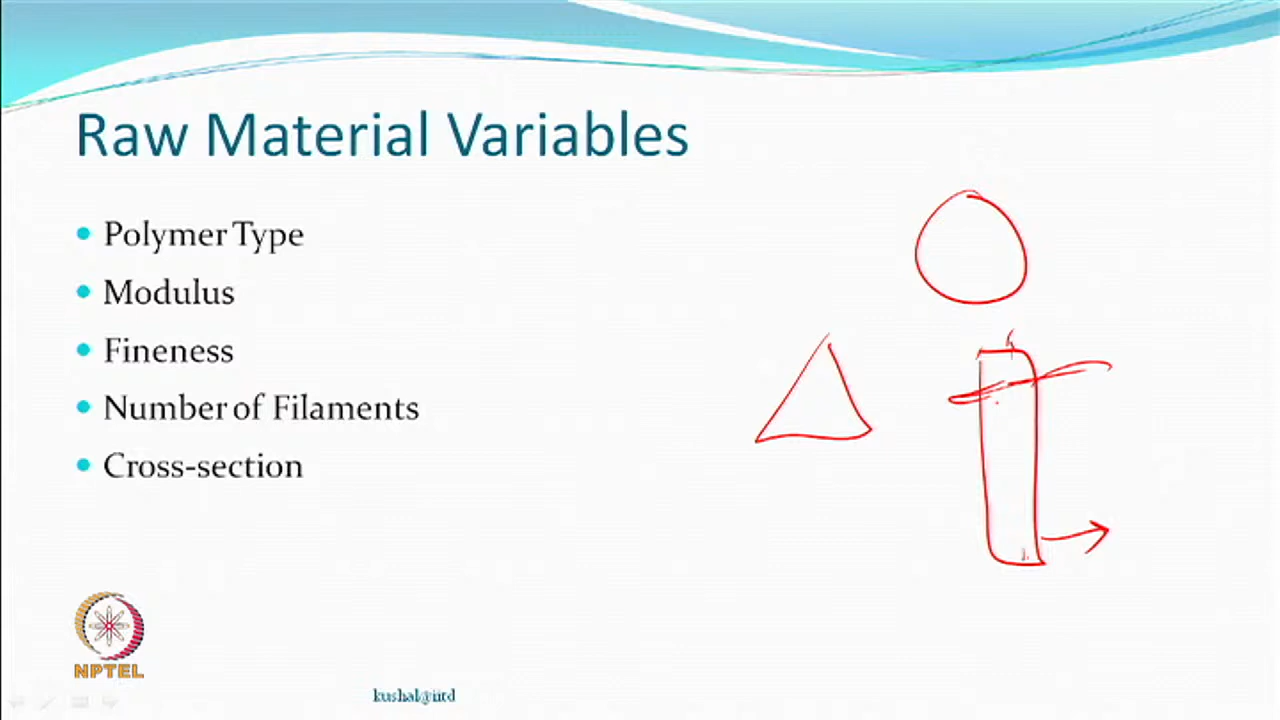 Raw Material Variables
Polymer Type
Modulus
Fineness
Number of Filaments
Cross-section
NPTEL
kushal@iitd